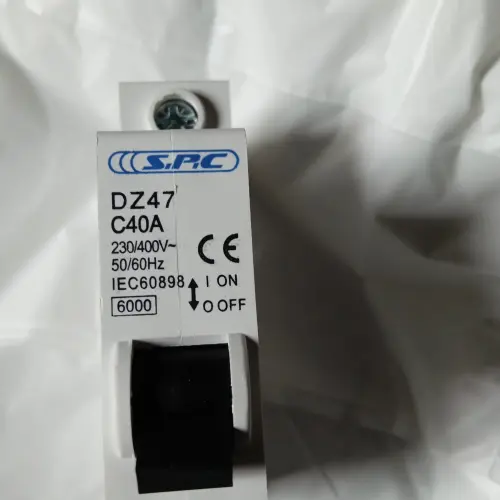 S.P.C
DZ47
C40A
230/400V~
50/60Hz
CE
IEC60898
I ON
6000
O OFF